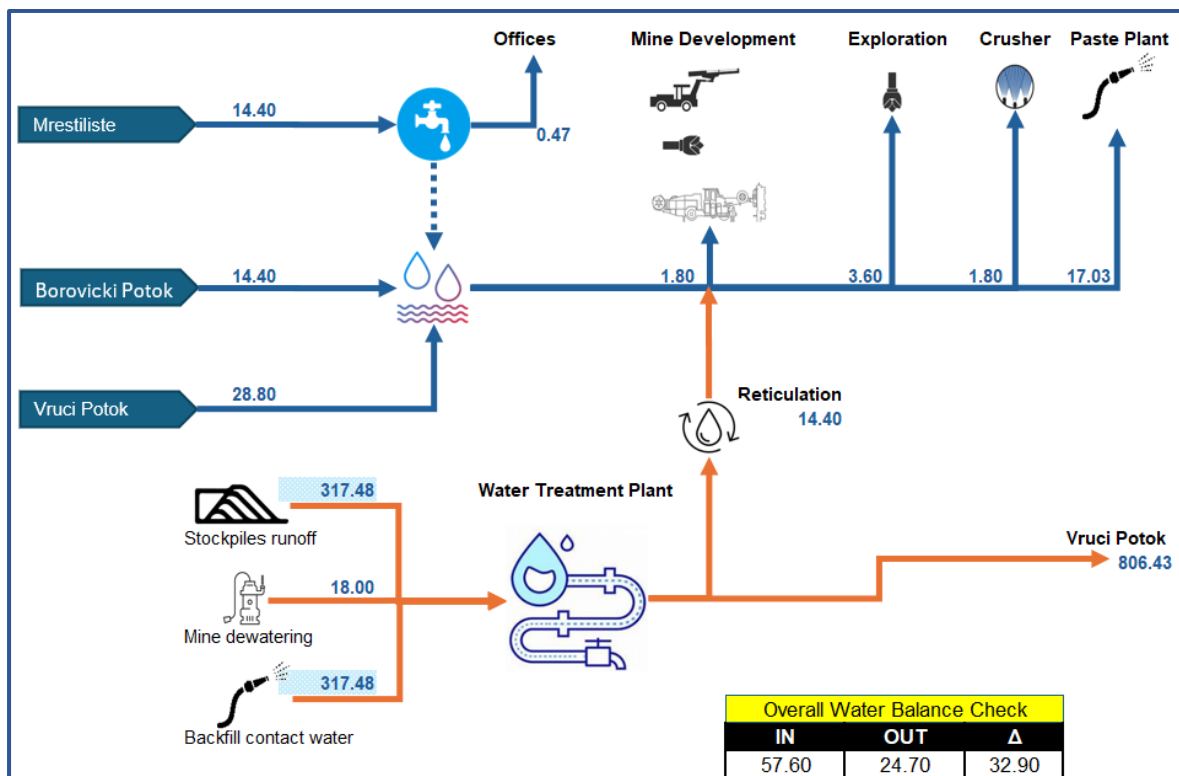 Offices
Mine Development
Exploration
Crusher
Paste Plant
Mrestiliste
14.40
0.47
Borovicki Potok
14.40
1.80
3.60
1.80
17.03
Vruci Potok
28.80
Reticulation
14.40
317.48
Stockpiles runoff
Water Treatment Plant
Vruci Potok
806.43
18.00
Mine dewatering
317.48
Backfill contact water
Overall Water Balance Check
IN OUT Δ
57.60 24.70 32.90